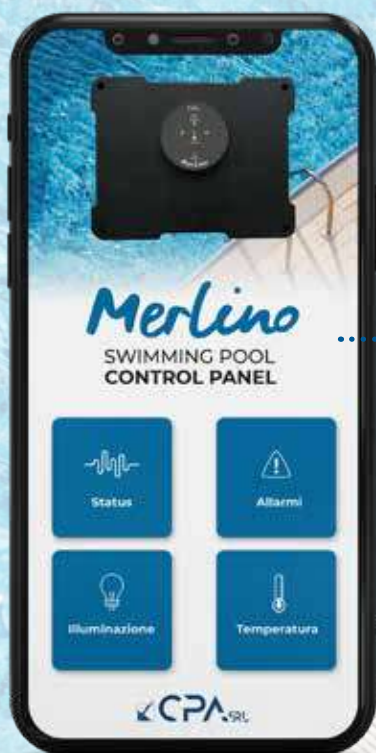 Merlino
SWIMMING POOL
CONTROL PANEL
Status
Allarmi
Illuminazione
Temperatura
CPA SRL